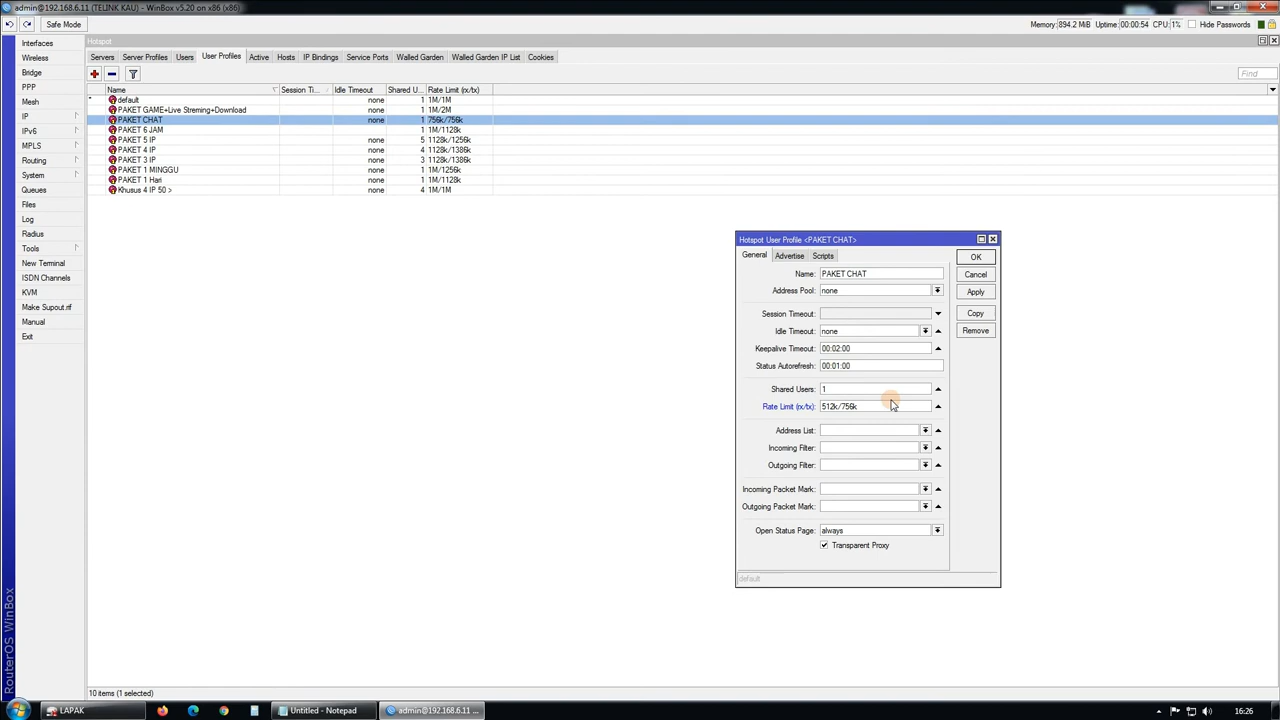 admin@192.168.6.11 (TELINK KAU) - WinBox v5.20 on x86 (x86)
Safe Mode
Memory: 894.2 MiB Uptime: 00:00:54 CPU: 1% Hide Passwords
Interfaces
Wireless
Bridge
PPP
Mesh
IP
IPv6
MPLS
Routing
System
Queues
Files
Log
Radius
Tools
New Terminal
ISDN Channels
KVM
Make Supout.rif
Manual
Exit
RouterOS WinBox
Hotspot
Servers Server Profiles Users User Profiles Active Hosts IP Bindings Service Ports Walled Garden Walled Garden IP List Cookies
Find
Name Session Ti... Idle Timeout Shared U... Rate Limit (rx/tx)
* default none 1 1M/1M
PAKET GAME+Live Streming+Download none 1 1M/2M
PAKET CHAT none 1 756k/756k
PAKET 6 JAM 1 1M/1128k
PAKET 5 IP none 5 1128k/1256k
PAKET 4 IP none 4 1128k/1386k
PAKET 3 IP none 3 1128k/1386k
PAKET 1 MINGGU none 1 1M/1256k
PAKET 1 Hari none 1 1M/1128k
Khusus 4 IP 50 > none 4 1M/1M
Hotspot User Profile <PAKET CHAT>
General Advertise Scripts
Name: PAKET CHAT
Address Pool: none
Session Timeout:
Idle Timeout: none
Keepalive Timeout: 00:02:00
Status Autorefresh: 00:01:00
Shared Users: 1
Rate Limit (rx/tx): 512k/756k
Address List:
Incoming Filter:
Outgoing Filter:
Incoming Packet Mark:
Outgoing Packet Mark:
Open Status Page: always
Transparent Proxy
default
OK
Cancel
Apply
Copy
Remove
10 items (1 selected)
LAPAK
Untitled - Notepad
admin@192.168.6.11 ...
16:26